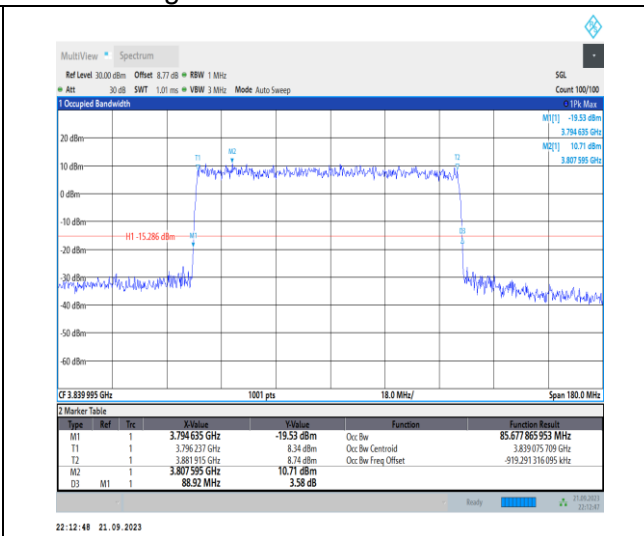 MultiView Spectrum
Ref Level 30.00 dBm Offset 8.77 dB RBW 1 MHz SGL
Att 30 dB SWT 1.01 ms VBW 3 MHz Mode Auto Sweep Count 100/100
1 Occupied Bandwidth 1Pk Max
M1[1] -19.53 dBm
3.794 635 GHz
M2[1] 10.71 dBm
3.807 595 GHz
20 dBm
T1 M2 T2
10 dBm
0 dBm
-10 dBm
H1 -15.286 dBm M1 D3
-20 dBm
-30 dBm
-40 dBm
-50 dBm
-60 dBm
CF 3.839 995 GHz 1001 pts 18.0 MHz/ Span 180.0 MHz
2 Marker Table
Type Ref Trc X-Value Y-Value Function Function Result
M1 1 3.794 635 GHz -19.53 dBm Occ Bw 85.677 865 953 MHz
T1 1 3.796 237 GHz 8.34 dBm Occ Bw Centroid 3.839 075 709 GHz
T2 1 3.881 915 GHz 8.74 dBm Occ Bw Freq Offset -919.291 316 095 kHz
M2 1 3.807 595 GHz 10.71 dBm
D3 M1 1 88.92 MHz 3.58 dB
Ready 21.09.2023
22:12:47
22:12:48 21.09.2023